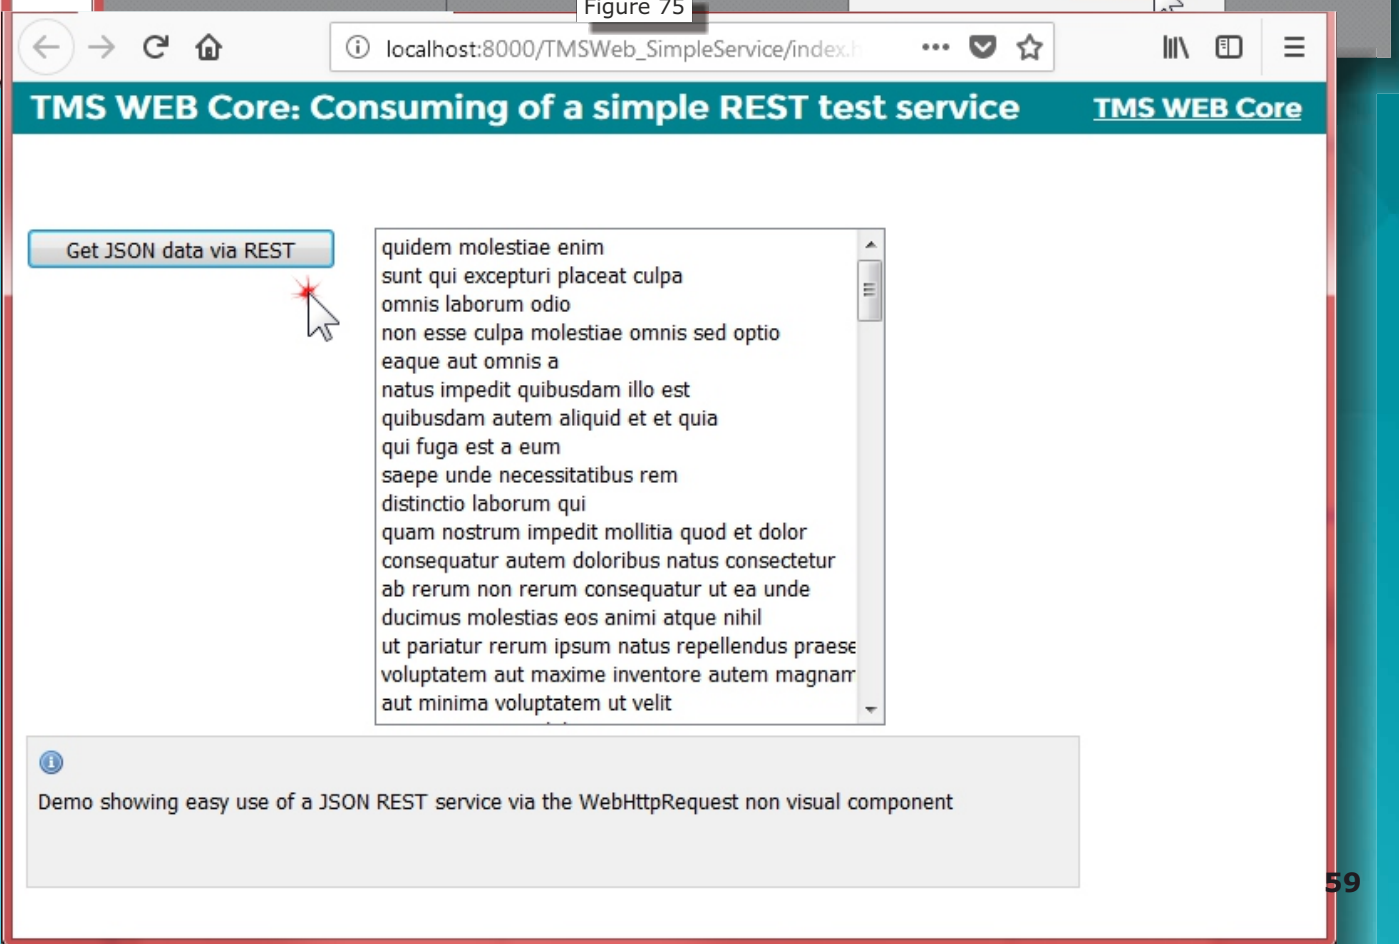 Figure 75
localhost:8000/TMSWeb_SimpleService/index.h
TMS WEB Core: Consuming of a simple REST test service
TMS WEB Core
Get JSON data via REST
quidem molestiae enim
sunt qui excepturi placeat culpa
omnis laborum odio
non esse culpa molestiae omnis sed optio
eaque aut omnis a
natus impedit quibusdam illo est
quibusdam autem aliquid et et quia
qui fuga est a eum
saepe unde necessitatibus rem
distinctio laborum qui
quam nostrum impedit mollitia quod et dolor
consequatur autem doloribus natus consectetur
ab rerum non rerum consequatur ut ea unde
ducimus molestias eos animi atque nihil
ut pariatur rerum ipsum natus repellendus praese
voluptatem aut maxime inventore autem magnam
aut minima voluptatem ut velit
Demo showing easy use of a JSON REST service via the WebHttpRequest non visual component
59